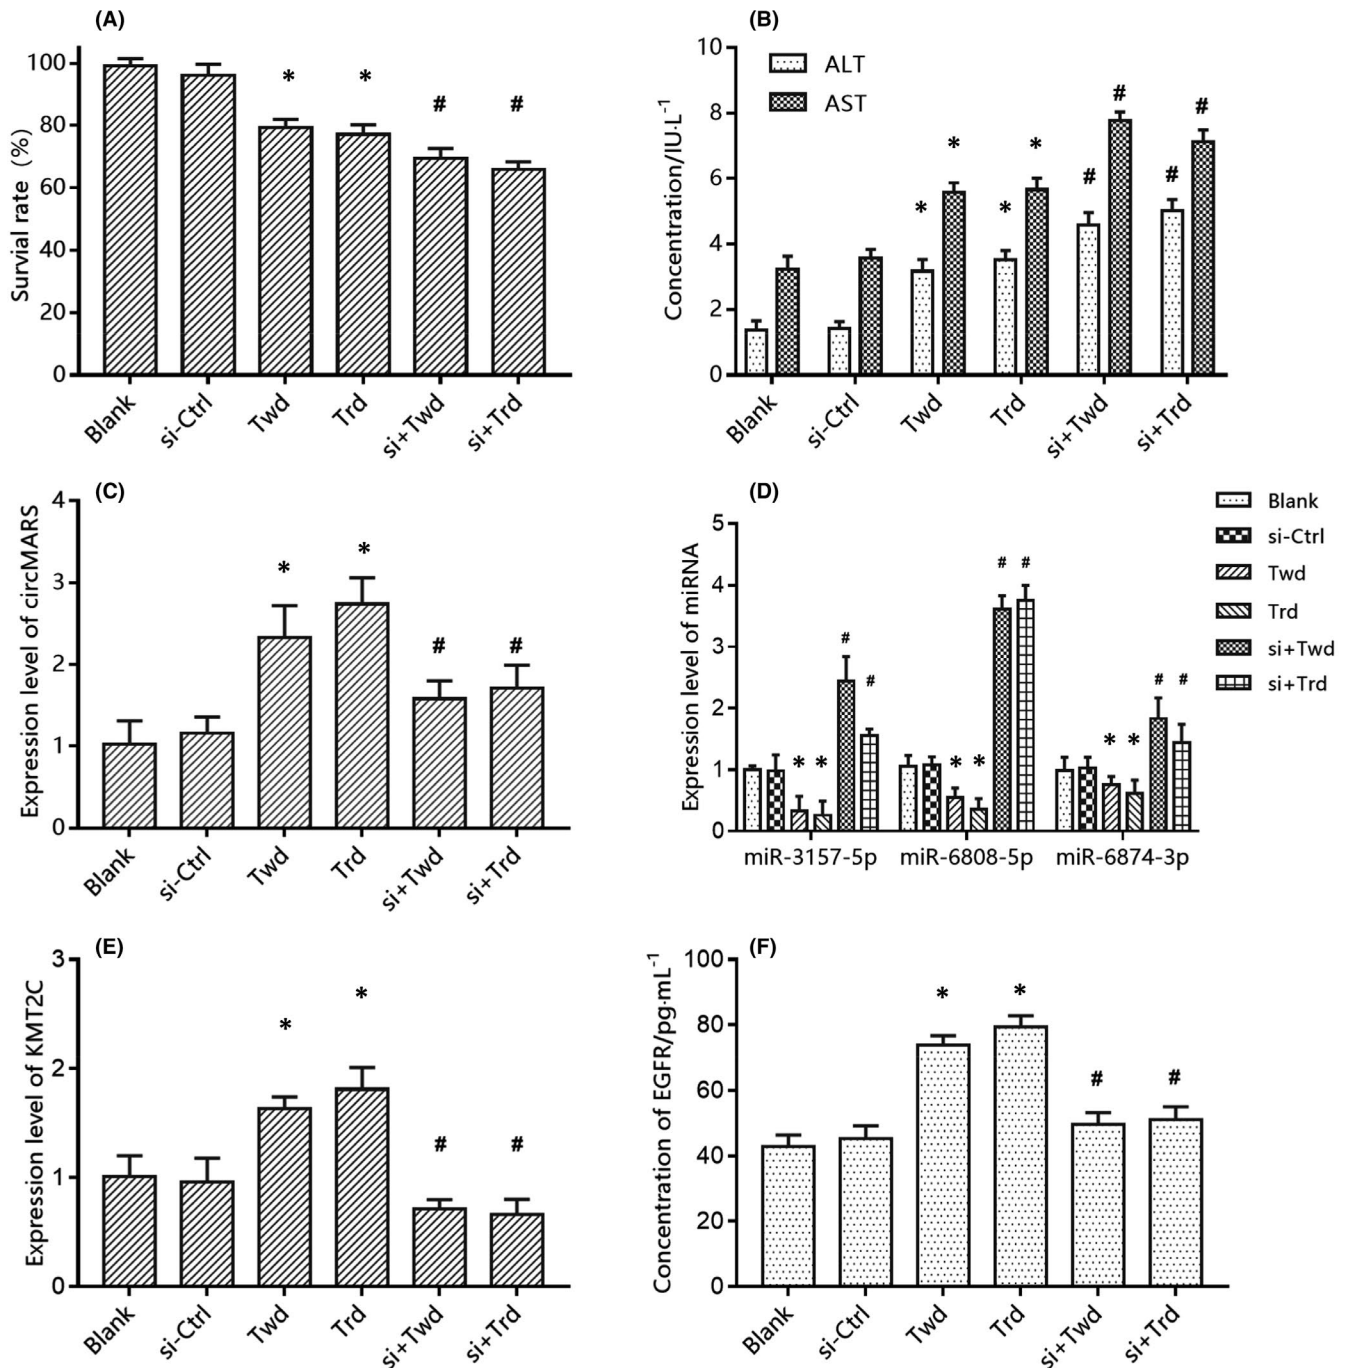 (A)
Survial rate (%)
100
80
60
40
20
0
* * # #
Blank si-Ctrl Twd Trd si+Twd si+Trd
(B)
Concentration/IU·L⁻¹
10
8
6
4
2
0
ALT
AST
* * * * # # # #
Blank si-Ctrl Twd Trd si+Twd si+Trd
(C)
Expression level of circMARS
4
3
2
1
0
* * # #
Blank si-Ctrl Twd Trd si+Twd si+Trd
(D)
Expression level of miRNA
5
4
3
2
1
0
* * # # * * # # * * # #
miR-3157-5p miR-6808-5p miR-6874-3p
Blank
si-Ctrl
Twd
Trd
si+Twd
si+Trd
(E)
Expression level of KMT2C
3
2
1
0
* * # #
Blank si-Ctrl Twd Trd si+Twd si+Trd
(F)
Concentration of EGFR/pg·mL⁻¹
100
80
60
40
20
0
* * # #
Blank si-Ctrl Twd Trd si+Twd si+Trd